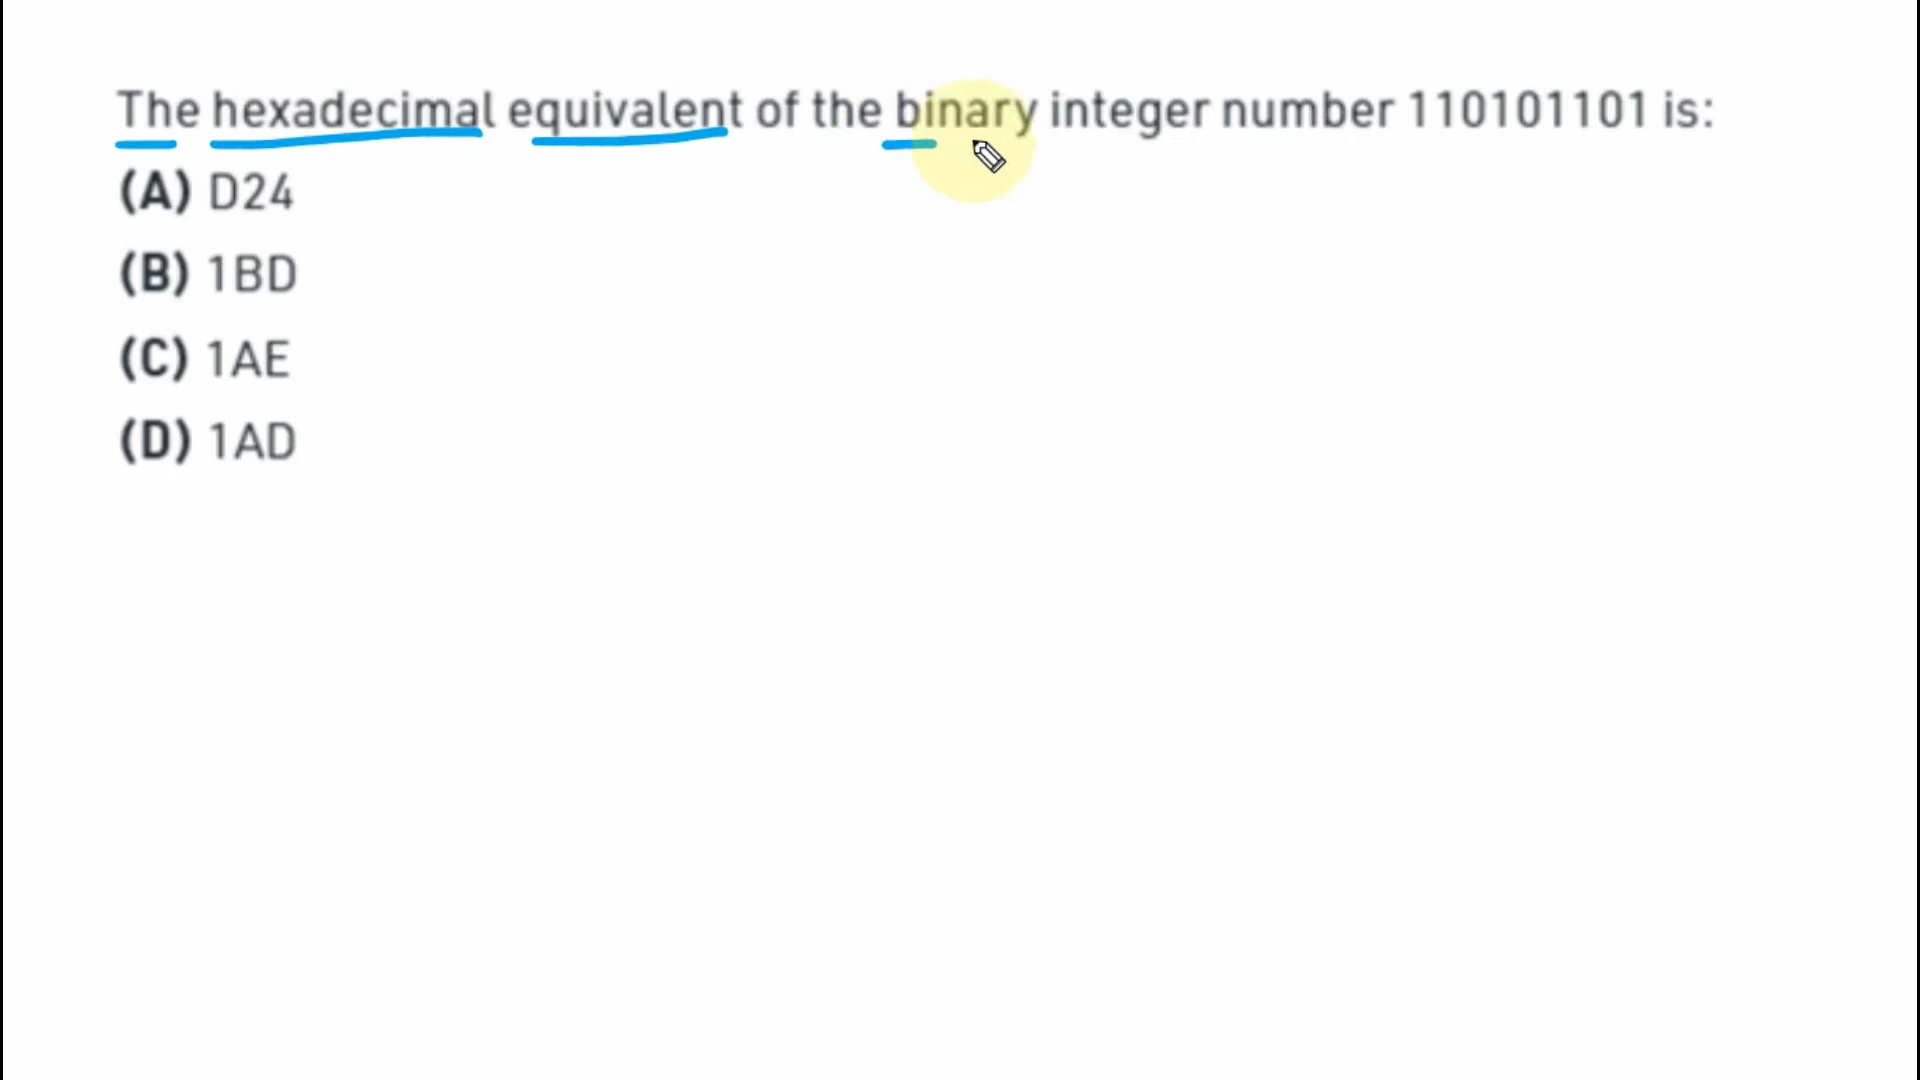 The hexadecimal equivalent of the binary integer number 110101101 is:
(A) D24
(B) 1BD
(C) 1AE
(D) 1AD